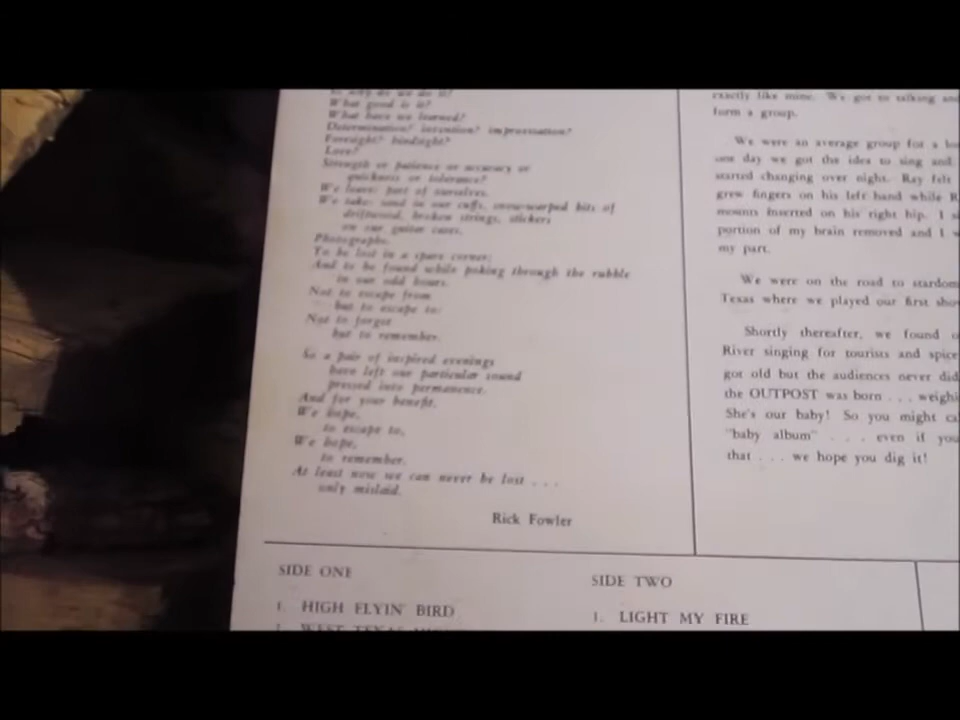 So why do we do it?
What good is it?
What have we learned?
Determination? intention? improvisation?
Foresight? hindsight?
Love?
Strength or patience or accuracy or
quickness or tolerance?
We leave: part of ourselves.
We take: sand in our cuffs, snow-warped bits of
driftwood, broken strings, stickers
on our guitar cases.
Photographs.
To be lost in a spare corner;
And to be found while poking through the rubble
in our odd hours.
Not to escape from
but to escape to:
Not to forget
but to remember.
So a pair of inspired evenings
have left our particular sound
pressed into permanence.
And for your benefit,
We hope,
to escape to,
We hope,
to remember.
At least now we can never be lost . . .
only mislaid.
Rick Fowler
exactly like mine. We got to talking and
form a group.
We were an average group for a
one day we got the idea to sing and
started changing over night. Ray felt
grew fingers on his left hand while
mounts inserted on his right hip. I
portion of my brain removed and I
my part.
We were on the road to stardom
Texas where we played our first
Shortly thereafter, we found
River singing for tourists and
got old but the audiences never did
the OUTPOST was born . . .
She's our baby! So you might
"baby album" . . . even if you
that . . . we hope you dig it!
SIDE ONE
1. HIGH FLYIN' BIRD
SIDE TWO
1. LIGHT MY FIRE